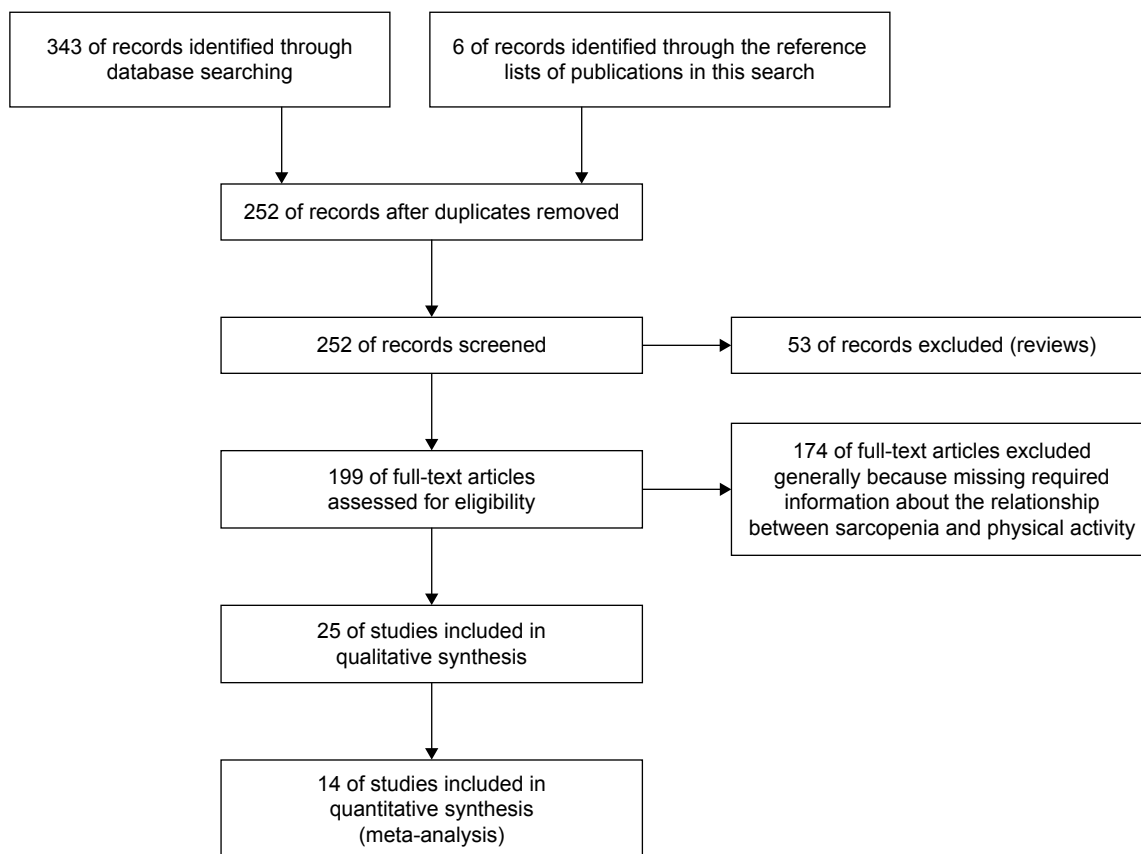 343 of records identified through
database searching
6 of records identified through the reference
lists of publications in this search
252 of records after duplicates removed
252 of records screened
53 of records excluded (reviews)
199 of full-text articles
assessed for eligibility
174 of full-text articles excluded
generally because missing required
information about the relationship
between sarcopenia and physical activity
25 of studies included in
qualitative synthesis
14 of studies included in
quantitative synthesis
(meta-analysis)